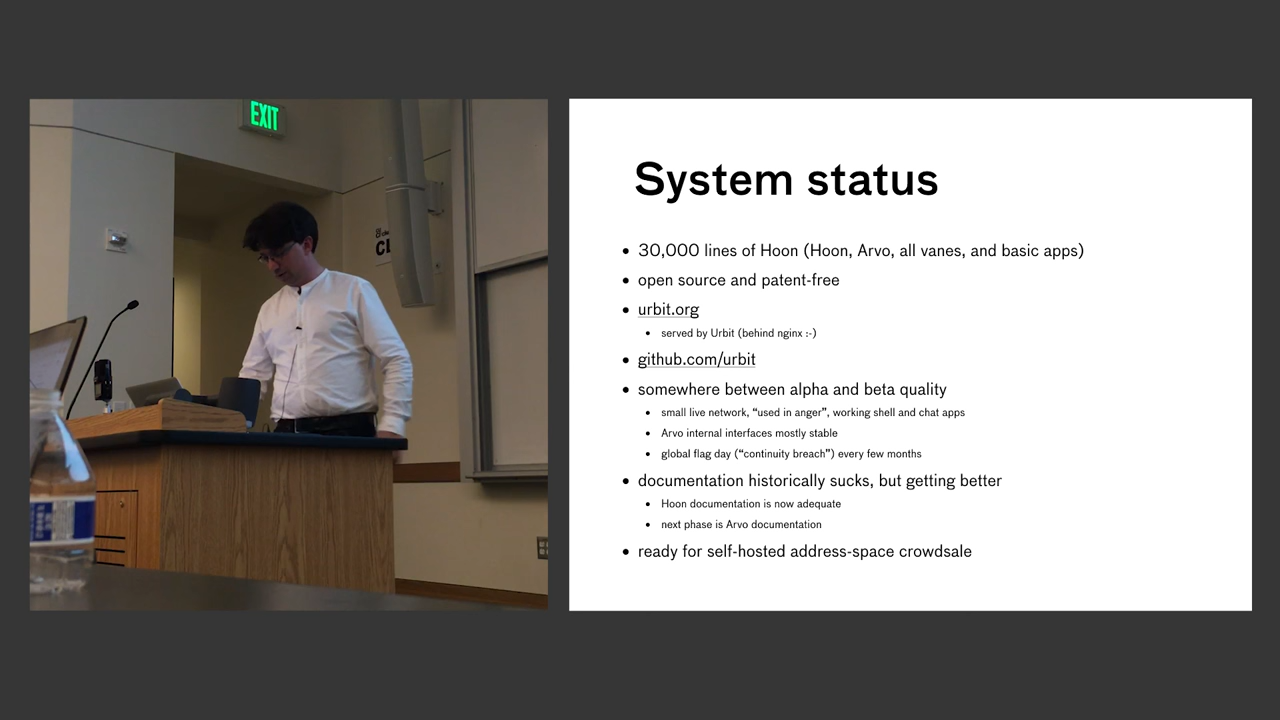 EXIT
System status
• 30,000 lines of Hoon (Hoon, Arvo, all vanes, and basic apps)
• open source and patent-free
• urbit.org
• served by Urbit (behind nginx :-)
• github.com/urbit
• somewhere between alpha and beta quality
• small live network, “used in anger”, working shell and chat apps
• Arvo internal interfaces mostly stable
• global flag day (“continuity breach”) every few months
• documentation historically sucks, but getting better
• Hoon documentation is now adequate
• next phase is Arvo documentation
• ready for self-hosted address-space crowdsale